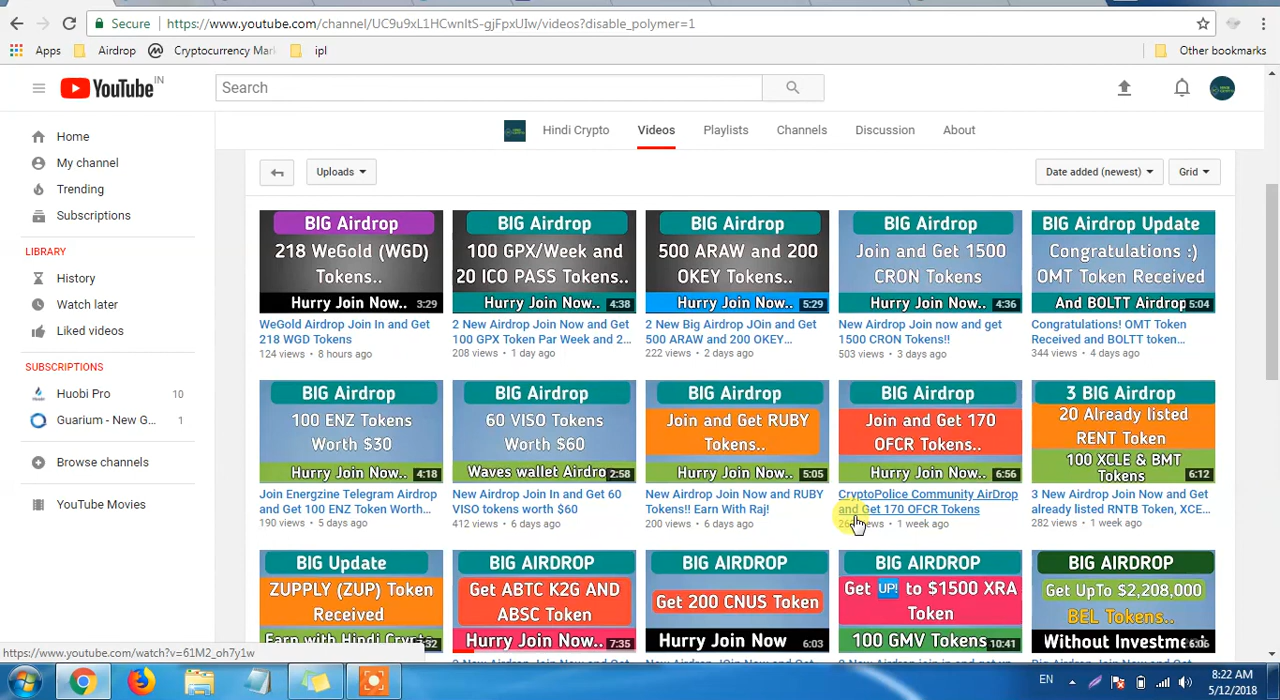 Secure
https://www.youtube.com/channel/UC9u9xL1HCwnItS-gjFpxUIw/videos?disable_polymer=1
Apps Airdrop Cryptocurrency Mar ipl Other bookmarks
YouTube IN
Search
Home
My channel
Trending
Subscriptions
LIBRARY
History
Watch later
Liked videos
SUBSCRIPTIONS
Huobi Pro 10
Guarium - New G... 1
Browse channels
YouTube Movies
Hindi Crypto Videos Playlists Channels Discussion About
Uploads Date added (newest) Grid
BIG Airdrop
218 WeGold (WGD)
Tokens..
Hurry Join Now.. 3:29
WeGold Airdrop Join In and Get
218 WGD Tokens
124 views • 8 hours ago
BIG Airdrop
100 GPX/Week and
20 ICO PASS Tokens..
Hurry Join Now.. 4:38
2 New Airdrop Join Now and Get
100 GPX Token Par Week and 2...
208 views • 1 day ago
BIG Airdrop
500 ARAW and 200
OKEY Tokens..
Hurry Join Now.. 5:29
2 New Big Airdrop JOin and Get
500 ARAW and 200 OKEY...
222 views • 2 days ago
BIG Airdrop
Join and Get 1500
CRON Tokens
Hurry Join Now.. 4:36
New Airdrop Join now and get
1500 CRON Tokens!!
503 views • 3 days ago
BIG Airdrop Update
Congratulations :)
OMT Token Received
And BOLTT Airdrop 5:04
Congratulations! OMT Token
Received and BOLTT token...
344 views • 4 days ago
BIG Airdrop
100 ENZ Tokens
Worth $30
Hurry Join Now.. 4:18
Join Energzine Telegram Airdrop
and Get 100 ENZ Token Worth...
190 views • 5 days ago
BIG Airdrop
60 VISO Tokens
Worth $60
Waves wallet Airdro 2:58
New Airdrop Join In and Get 60
VISO tokens worth $60
412 views • 6 days ago
BIG Airdrop
Join and Get RUBY
Tokens..
Hurry Join Now.. 5:05
New Airdrop Join Now and RUBY
Tokens!! Earn With Raj!
200 views • 6 days ago
BIG Airdrop
Join and Get 170
OFCR Tokens..
Hurry Join Now.. 6:56
CryptoPolice Community AirDrop
and Get 170 OFCR Tokens
views • 1 week ago
3 BIG Airdrop
20 Already listed
RENT Token
100 XCLE & BMT
Tokens 6:12
3 New Airdrop Join Now and Get
already listed RNTB Token, XCE...
282 views • 1 week ago
BIG Update
ZUPPLY (ZUP) Token
Received
Earn with Hindi Crypt
BIG AIRDROP
Get ABTC K2G AND
ABSC Token
Hurry Join Now.. 7:35
BIG AIRDROP
Get 200 CNUS Token
Hurry Join Now 6:03
BIG AIRDROP
Get UP! to $1500 XRA
Token
100 GMV Tokens 10:41
BIG AIRDROP
Get UpTo $2,208,000
BEL Tokens..
Without Investme 6:06
https://www.youtube.com/watch?v=61M2_oh7y1w
EN
8:22 AM
5/12/2018